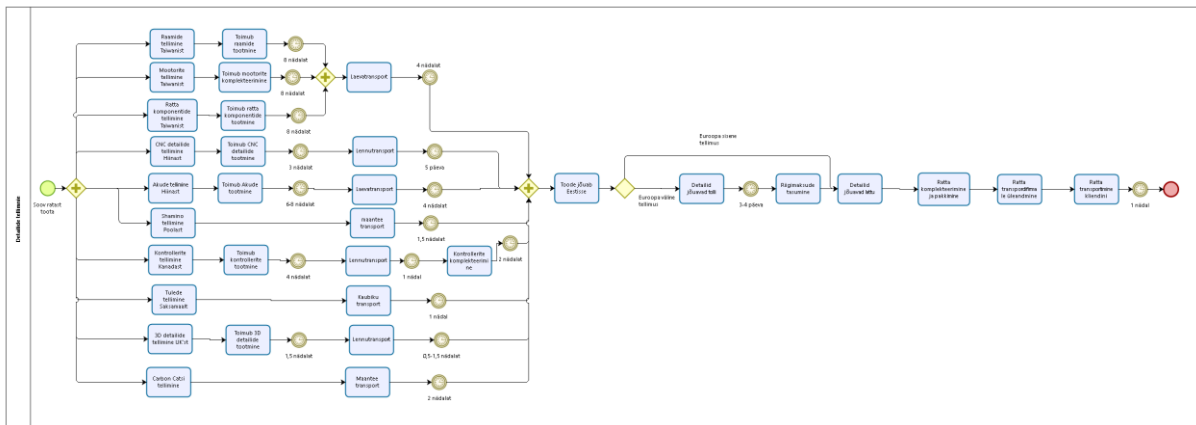 Detailide tellimine
Soov ratast
toota
Raamide
tellimine
Taiwanist
Toimub
raamide
tootmine
8 nädalat
Mootorite
tellimine
Taiwanist
Toimub mootorite
komplekteerimine
8 nädalat
Laevatransport
4 nädalat
Ratta
komponentide
tellimine
Taiwanist
Toimub ratta
komponentide
tootmine
8 nädalat
CNC detailide
tellimine
Hiinast
Toimub CNC
detailide
tootmine
3 nädalat
Lennutransport
5 päeva
Akude tellimine
Hiinast
Toimub Akude
tootmine
6-8 nädalat
Laevatransport
4 nädalat
tellimine
Poolast
maantee
transport
1,5 nädalat
Kontrollerite
tellimine
Kanadast
Toimub
kontrollerite
tootmine
4 nädalat
Lennutransport
1 nädal
Kontrollerite
komplekteerimi
ne
2 nädalat
Tulede
tellimine
Saksamaalt
Kaubiku
transport
1 nädal
3D detailide
tellimine UK'st
Toimub 3D
detailide
tootmine
1,5 nädalat
Lennutransport
0,5-1,5 nädalat
Carbon Catsi
tellimine
Maantee
transport
2 nädalat
Toode jõuab
Eestisse
Euroopa sisene
tellimus
Euroopa väline
tellimus
Detailid
jõuavad tolli
3-4 päeva
Riigimaksude
tasumine
Detailid
jõuavad lattu
Ratta
komplekteerimine
ja pakkimine
Ratta
transpordifirma
le üleandmine
Ratta
transportimine
kliendini
1 nädal